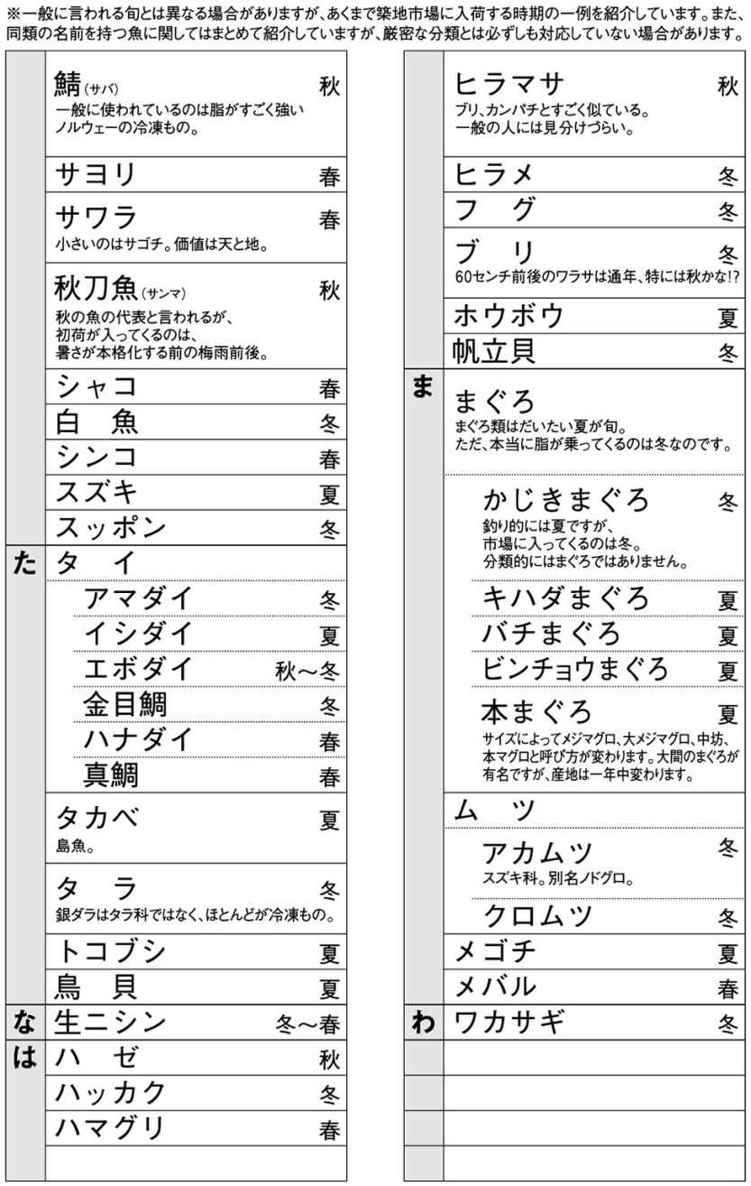 ※一般に言われる旬とは異なる場合がありますが、あくまで築地市場に入荷する時期の一例を紹介しています。また、
同類の名前を持つ魚に関してはまとめて紹介していますが、厳密な分類とは必ずしも対応していない場合があります。
鯖(サバ) 秋
一般に使われているのは脂がすごく強い
ノルウェーの冷凍もの。
サヨリ 春
サワラ 春
小さいのはサゴチ。価値は天と地。
秋刀魚(サンマ) 秋
秋の魚の代表と言われるが、
初荷が入ってくるのは、
暑さが本格化する前の梅雨前後。
シャコ 春
白 魚 冬
シンコ 春
スズキ 夏
スッポン 冬
た タ イ
アマダイ 冬
イシダイ 夏
エボダイ 秋〜冬
金目鯛 冬
ハナダイ 春
真鯛 春
タカベ 夏
島魚。
タ ラ 冬
銀ダラはタラ科ではなく、ほとんどが冷凍もの。
トコブシ 夏
鳥 貝 夏
な 生ニシン 冬〜春
は ハ ゼ 秋
ハッカク 冬
ハマグリ 春
ヒラマサ 秋
ブリ、カンパチとすごく似ている。
一般の人には見分けづらい。
ヒラメ 冬
フ グ 冬
ブ リ 冬
60センチ前後のワラサは通年、特には秋かな!?
ホウボウ 夏
帆立貝 冬
ま まぐろ
まぐろ類はだいたい夏が旬。
ただ、本当に脂が乗ってくるのは冬なのです。
かじきまぐろ 冬
釣り的には夏ですが、
市場に入ってくるのは冬。
分類的にはまぐろではありません。
キハダまぐろ 夏
バチまぐろ 夏
ビンチョウまぐろ 夏
本まぐろ 夏
サイズによってメジマグロ、大メジマグロ、中坊、
本マグロと呼び方が変わります。大間のまぐろが
有名ですが、産地は一年中変わります。
ム ツ
アカムツ 冬
スズキ科。別名ノドグロ。
クロムツ 冬
メゴチ 夏
メバル 春
わ ワカサギ 冬